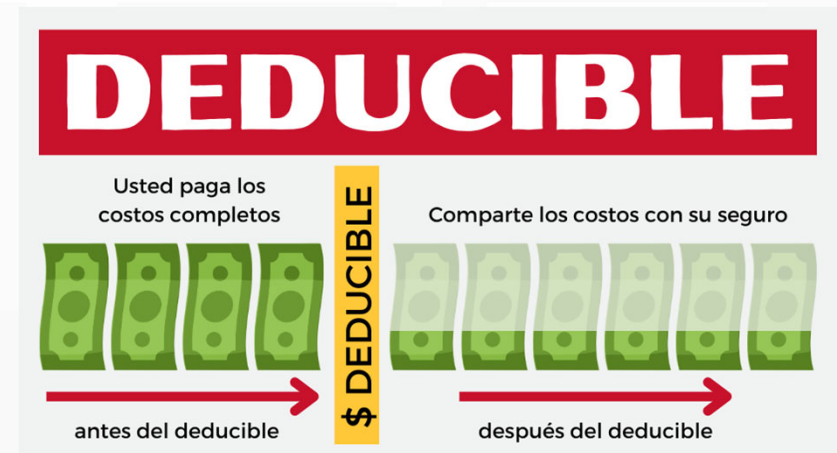 DEDUCIBLE
Usted paga los
costos completos
$ DEDUCIBLE
Comparte los costos con su seguro
antes del deducible
después del deducible